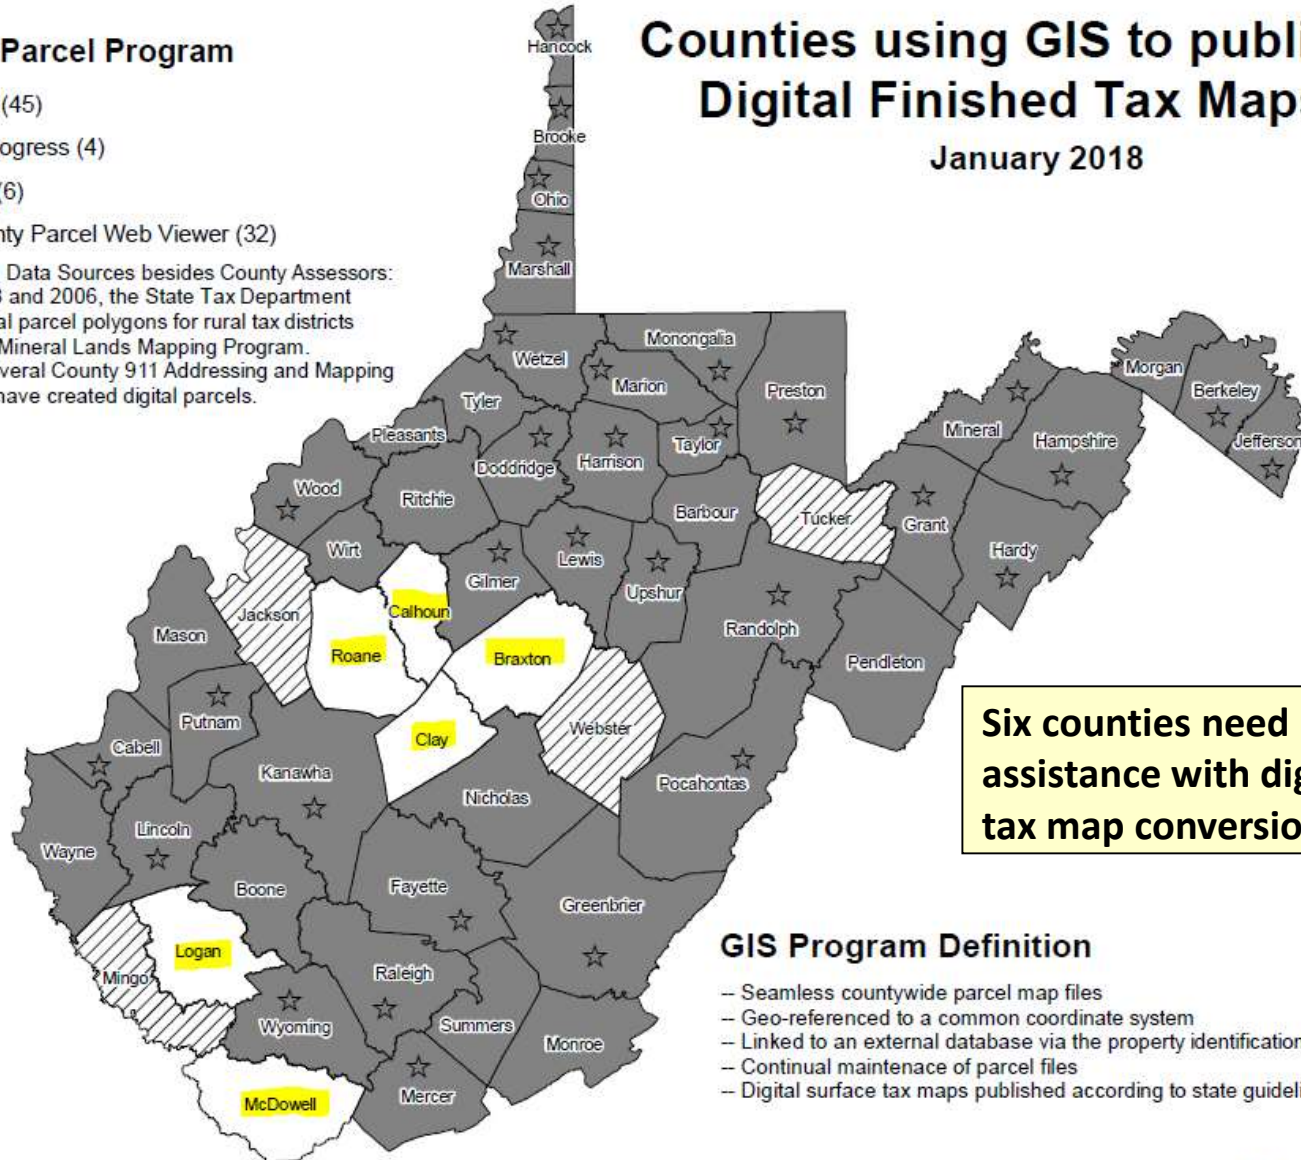 Parcel Program
(45)
ogress (4)
(6)
nty Parcel Web Viewer (32)
Data Sources besides County Assessors:
and 2006, the State Tax Department
al parcel polygons for rural tax districts
Mineral Lands Mapping Program.
veral County 911 Addressing and Mapping
have created digital parcels.
Counties using GIS to publi
Digital Finished Tax Map
January 2018
Hancock
Brooke
Ohio
Marshall
Wetzel
Monongalia
Marion
Preston
Morgan
Berkeley
Jefferson
Mineral
Hampshire
Tyler
Pleasants
Doddridge
Harrison
Taylor
Wood
Ritchie
Barbour
Tucker
Grant
Hardy
Wirt
Lewis
Gilmer
Upshur
Calhoun
Jackson
Mason
Roane
Braxton
Randolph
Pendleton
Putnam
Clay
Webster
Cabell
Kanawha
Pocahontas
Nicholas
Lincoln
Wayne
Boone
Fayette
Greenbrier
Logan
Mingo
Raleigh
Wyoming
Summers
Monroe
Mercer
McDowell
Six counties need
assistance with dig
tax map conversio
GIS Program Definition
-- Seamless countywide parcel map files
-- Geo-referenced to a common coordinate system
-- Linked to an external database via the property identification
-- Continual maintenace of parcel files
-- Digital surface tax maps published according to state guideli